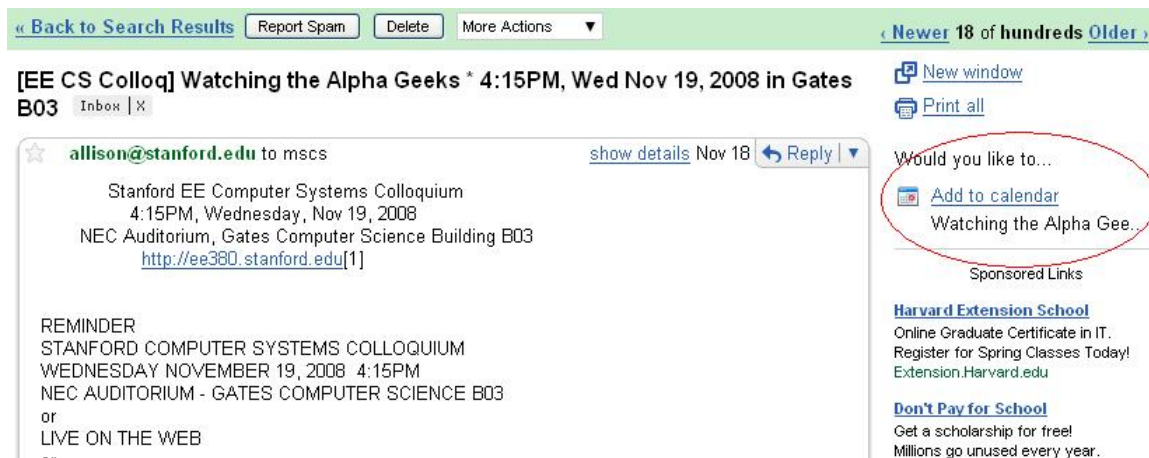 « Back to Search Results Report Spam Delete More Actions ▼
‹ Newer 18 of hundreds Older ›
[EE CS Colloq] Watching the Alpha Geeks * 4:15PM, Wed Nov 19, 2008 in Gates
B03 Inbox | X
allison@stanford.edu to mscs show details Nov 18 Reply | ▼
Stanford EE Computer Systems Colloquium
4:15PM, Wednesday, Nov 19, 2008
NEC Auditorium, Gates Computer Science Building B03
http://ee380.stanford.edu[1]
REMINDER
STANFORD COMPUTER SYSTEMS COLLOQUIUM
WEDNESDAY NOVEMBER 19, 2008 4:15PM
NEC AUDITORIUM - GATES COMPUTER SCIENCE B03
or
LIVE ON THE WEB
New window
Print all
Would you like to...
Add to calendar
Watching the Alpha Gee...
Sponsored Links
Harvard Extension School
Online Graduate Certificate in IT.
Register for Spring Classes Today!
Extension.Harvard.edu
Don't Pay for School
Get a scholarship for free!
Millions go unused every year.